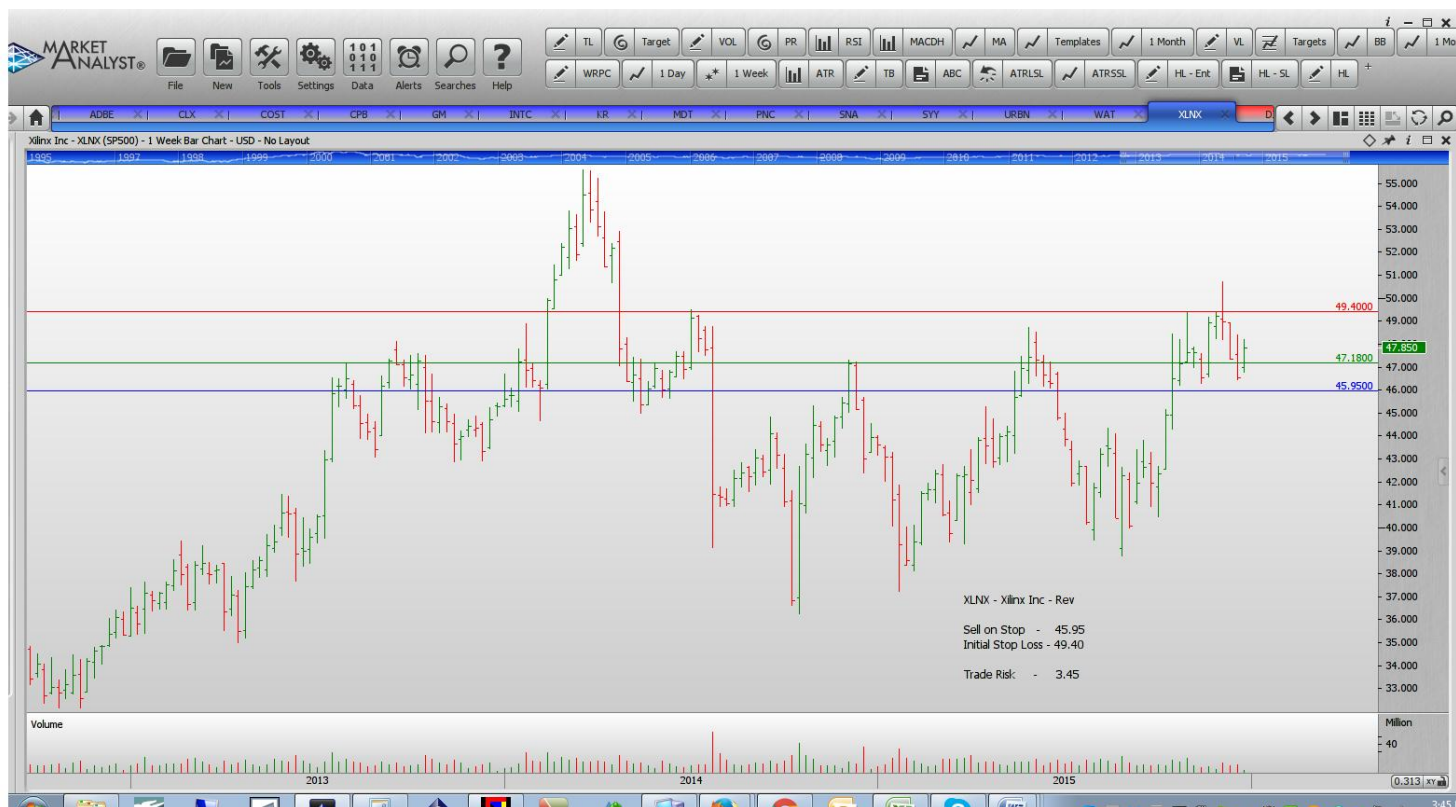 MARKET
ANALYST®
File New Tools Settings Data Alerts Searches Help
TL Target VOL PR RSI MACDH MA Templates 1 Month VL Targets BB 1 Mo
WRPC 1 Day 1 Week ATR TB ABC ATRLSL ATRSSL HL - Ent HL - SL HL
ADBE CLX COST CPB GM INTC KR MDT PNC SNA SYY URBN WAT XLNX D
Xilinx Inc - XLNX (SP500) - 1 Week Bar Chart - USD - No Layout
1995 1997 1998 1999 2000 2001 2002 2003 2004 2005 2006 2007 2008 2009 2010 2011 2012 2013 2014 2015
55.000
54.000
53.000
52.000
51.000
50.000
49.4000
49.000
47.850
47.1800
47.000
46.000
45.9500
45.000
44.000
43.000
42.000
41.000
40.000
39.000
38.000
37.000
36.000
35.000
34.000
33.000
XLNX - Xilinx Inc - Rev
Sell on Stop - 45.95
Initial Stop Loss - 49.40
Trade Risk - 3.45
Volume
Million
40
2013 2014 2015
0.313 XY